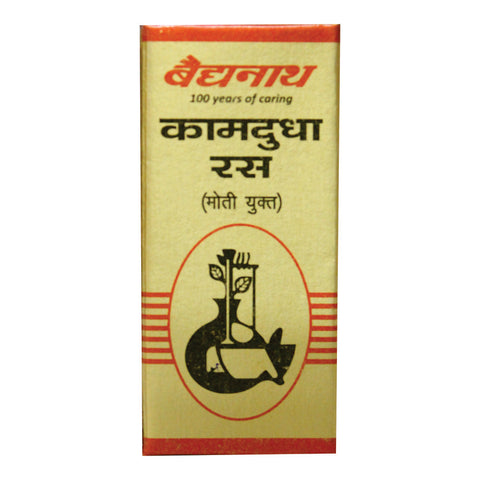 बैद्यनाथ
100 years of caring
कामदुधा
रस
(मोती युक्त)